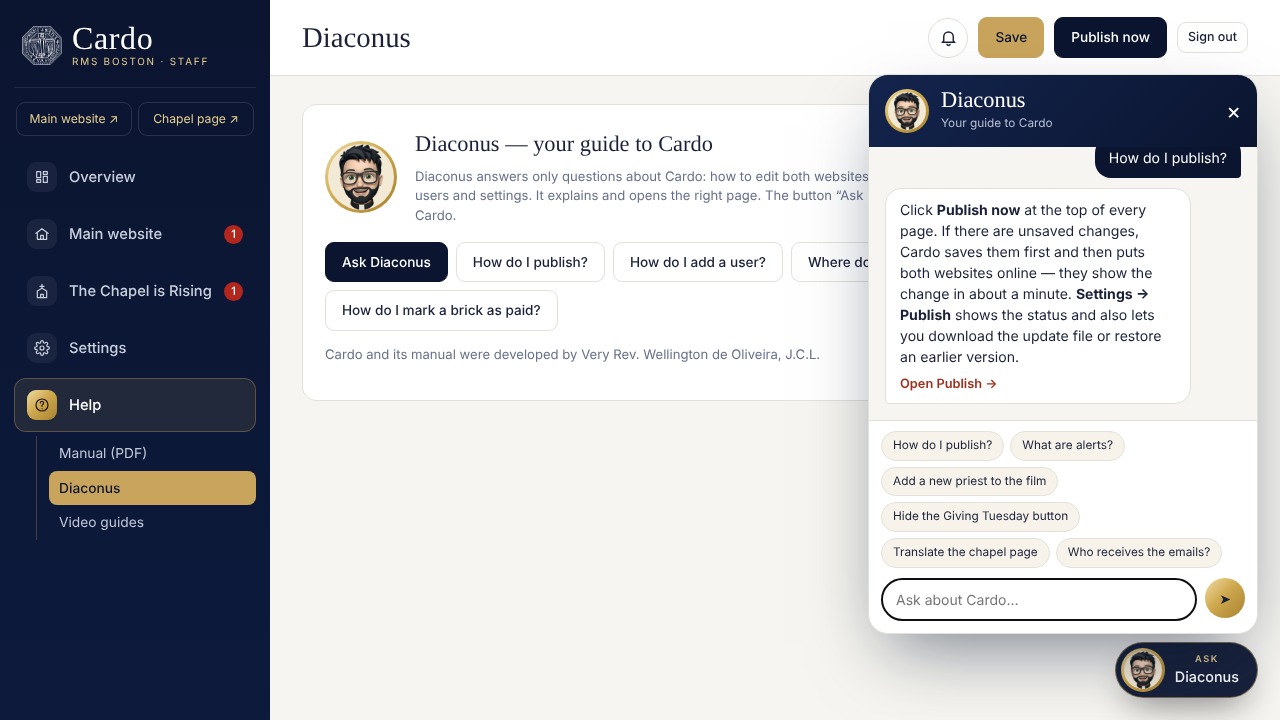 Cardo
RMS BOSTON · STAFF
Main website ↗
Chapel page ↗
Overview
Main website 1
The Chapel is Rising 1
Settings
Help
Manual (PDF)
Diaconus
Video guides
Diaconus
Save
Publish now
Sign out
Diaconus — your guide to Cardo
Diaconus answers only questions about Cardo: how to edit both websites
users and settings. It explains and opens the right page. The button “Ask
Cardo.
Ask Diaconus
How do I publish?
How do I add a user?
Where do
How do I mark a brick as paid?
Cardo and its manual were developed by Very Rev. Wellington de Oliveira, J.C.L.
Diaconus
Your guide to Cardo
✕
How do I publish?
Click Publish now at the top of every
page. If there are unsaved changes,
Cardo saves them first and then puts
both websites online — they show the
change in about a minute. Settings →
Publish shows the status and also lets
you download the update file or restore
an earlier version.
Open Publish →
How do I publish?
What are alerts?
Add a new priest to the film
Hide the Giving Tuesday button
Translate the chapel page
Who receives the emails?
Ask about Cardo...
➤
ASK
Diaconus